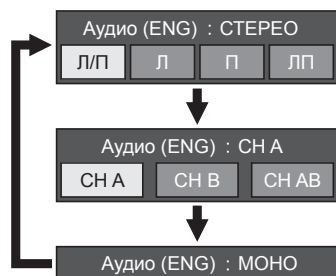 Аудио (ENG) : СТЕРЕО
Л/П Л П ЛП
Аудио (ENG) : CH A
CH A CH B CH AB
Аудио (ENG) : МОНО